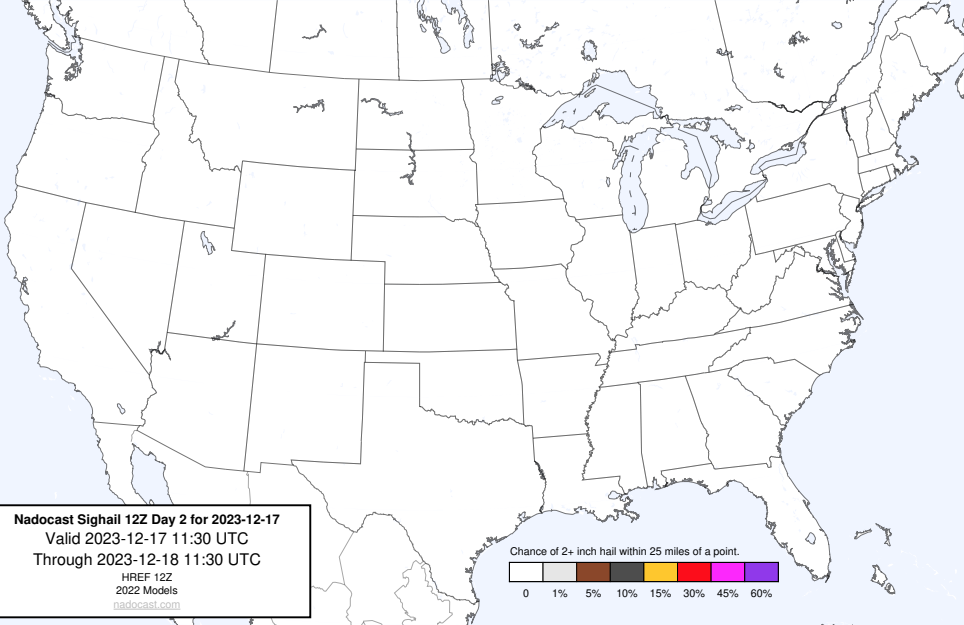 Nadocast Sighail 12Z Day 2 for 2023-12-17
Valid 2023-12-17 11:30 UTC
Through 2023-12-18 11:30 UTC
HREF 12Z
2022 Models
nadocast.com
Chance of 2+ inch hail within 25 miles of a point.
0 1% 5% 10% 15% 30% 45% 60%